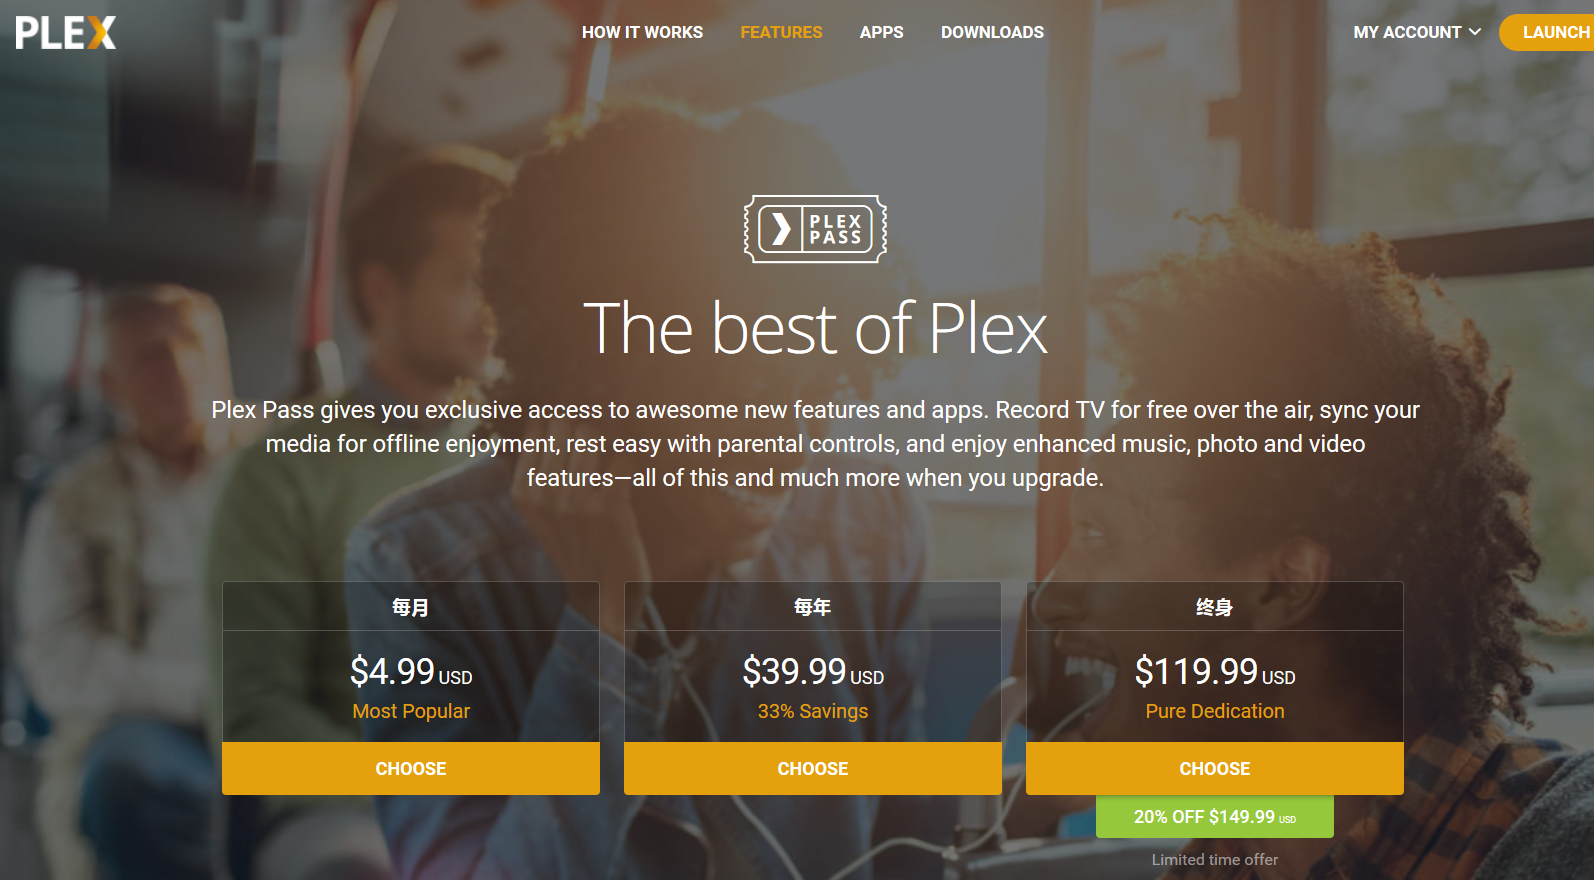 PLEX
HOW IT WORKS
FEATURES
APPS
DOWNLOADS
MY ACCOUNT
LAUNCH
PLEX
PASS
The best of Plex
Plex Pass gives you exclusive access to awesome new features and apps. Record TV for free over the air, sync your
media for offline enjoyment, rest easy with parental controls, and enjoy enhanced music, photo and video
features—all of this and much more when you upgrade.
每月
$4.99 USD
Most Popular
CHOOSE
每年
$39.99 USD
33% Savings
CHOOSE
终身
$119.99 USD
Pure Dedication
CHOOSE
20% OFF $149.99 USD
Limited time offer